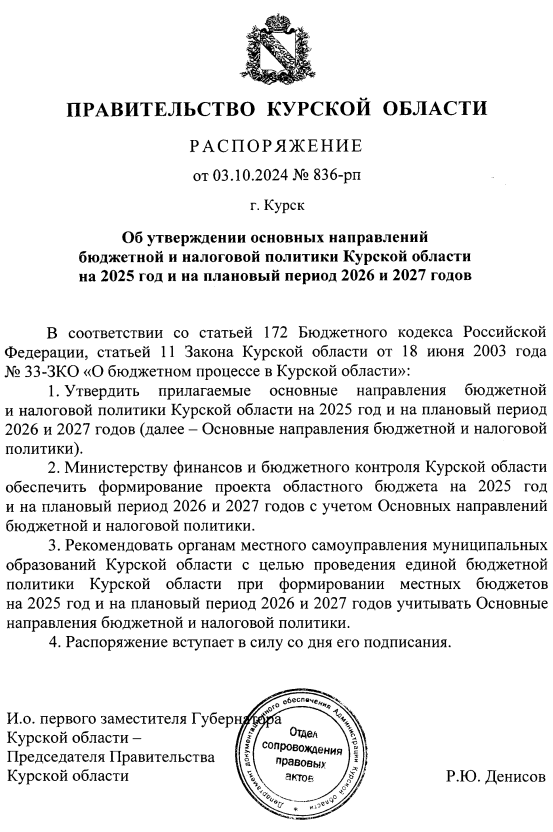 ПРАВИТЕЛЬСТВО КУРСКОЙ ОБЛАСТИ
РАСПОРЯЖЕНИЕ
от 03.10.2024 № 836-рп
г. Курск
Об утверждении основных направлений
бюджетной и налоговой политики Курской области
на 2025 год и на плановый период 2026 и 2027 годов
В соответствии со статьей 172 Бюджетного кодекса Российской
Федерации, статьей 11 Закона Курской области от 18 июня 2003 года
№ 33-ЗКО «О бюджетном процессе в Курской области»:
1. Утвердить прилагаемые основные направления бюджетной
и налоговой политики Курской области на 2025 год и на плановый период
2026 и 2027 годов (далее – Основные направления бюджетной и налоговой
политики).
2. Министерству финансов и бюджетного контроля Курской области
обеспечить формирование проекта областного бюджета на 2025 год
и на плановый период 2026 и 2027 годов с учетом Основных направлений
бюджетной и налоговой политики.
3. Рекомендовать органам местного самоуправления муниципальных
образований Курской области с целью проведения единой бюджетной
политики Курской области при формировании местных бюджетов
на 2025 год и на плановый период 2026 и 2027 годов учитывать Основные
направления бюджетной и налоговой политики.
4. Распоряжение вступает в силу со дня его подписания.
И.о. первого заместителя Губернатора
Курской области –
Председателя Правительства
Курской области
Р.Ю. Денисов
Департамент документационного обеспечения Администрации Курской области *
Отдел
сопровождения
правовых
актов